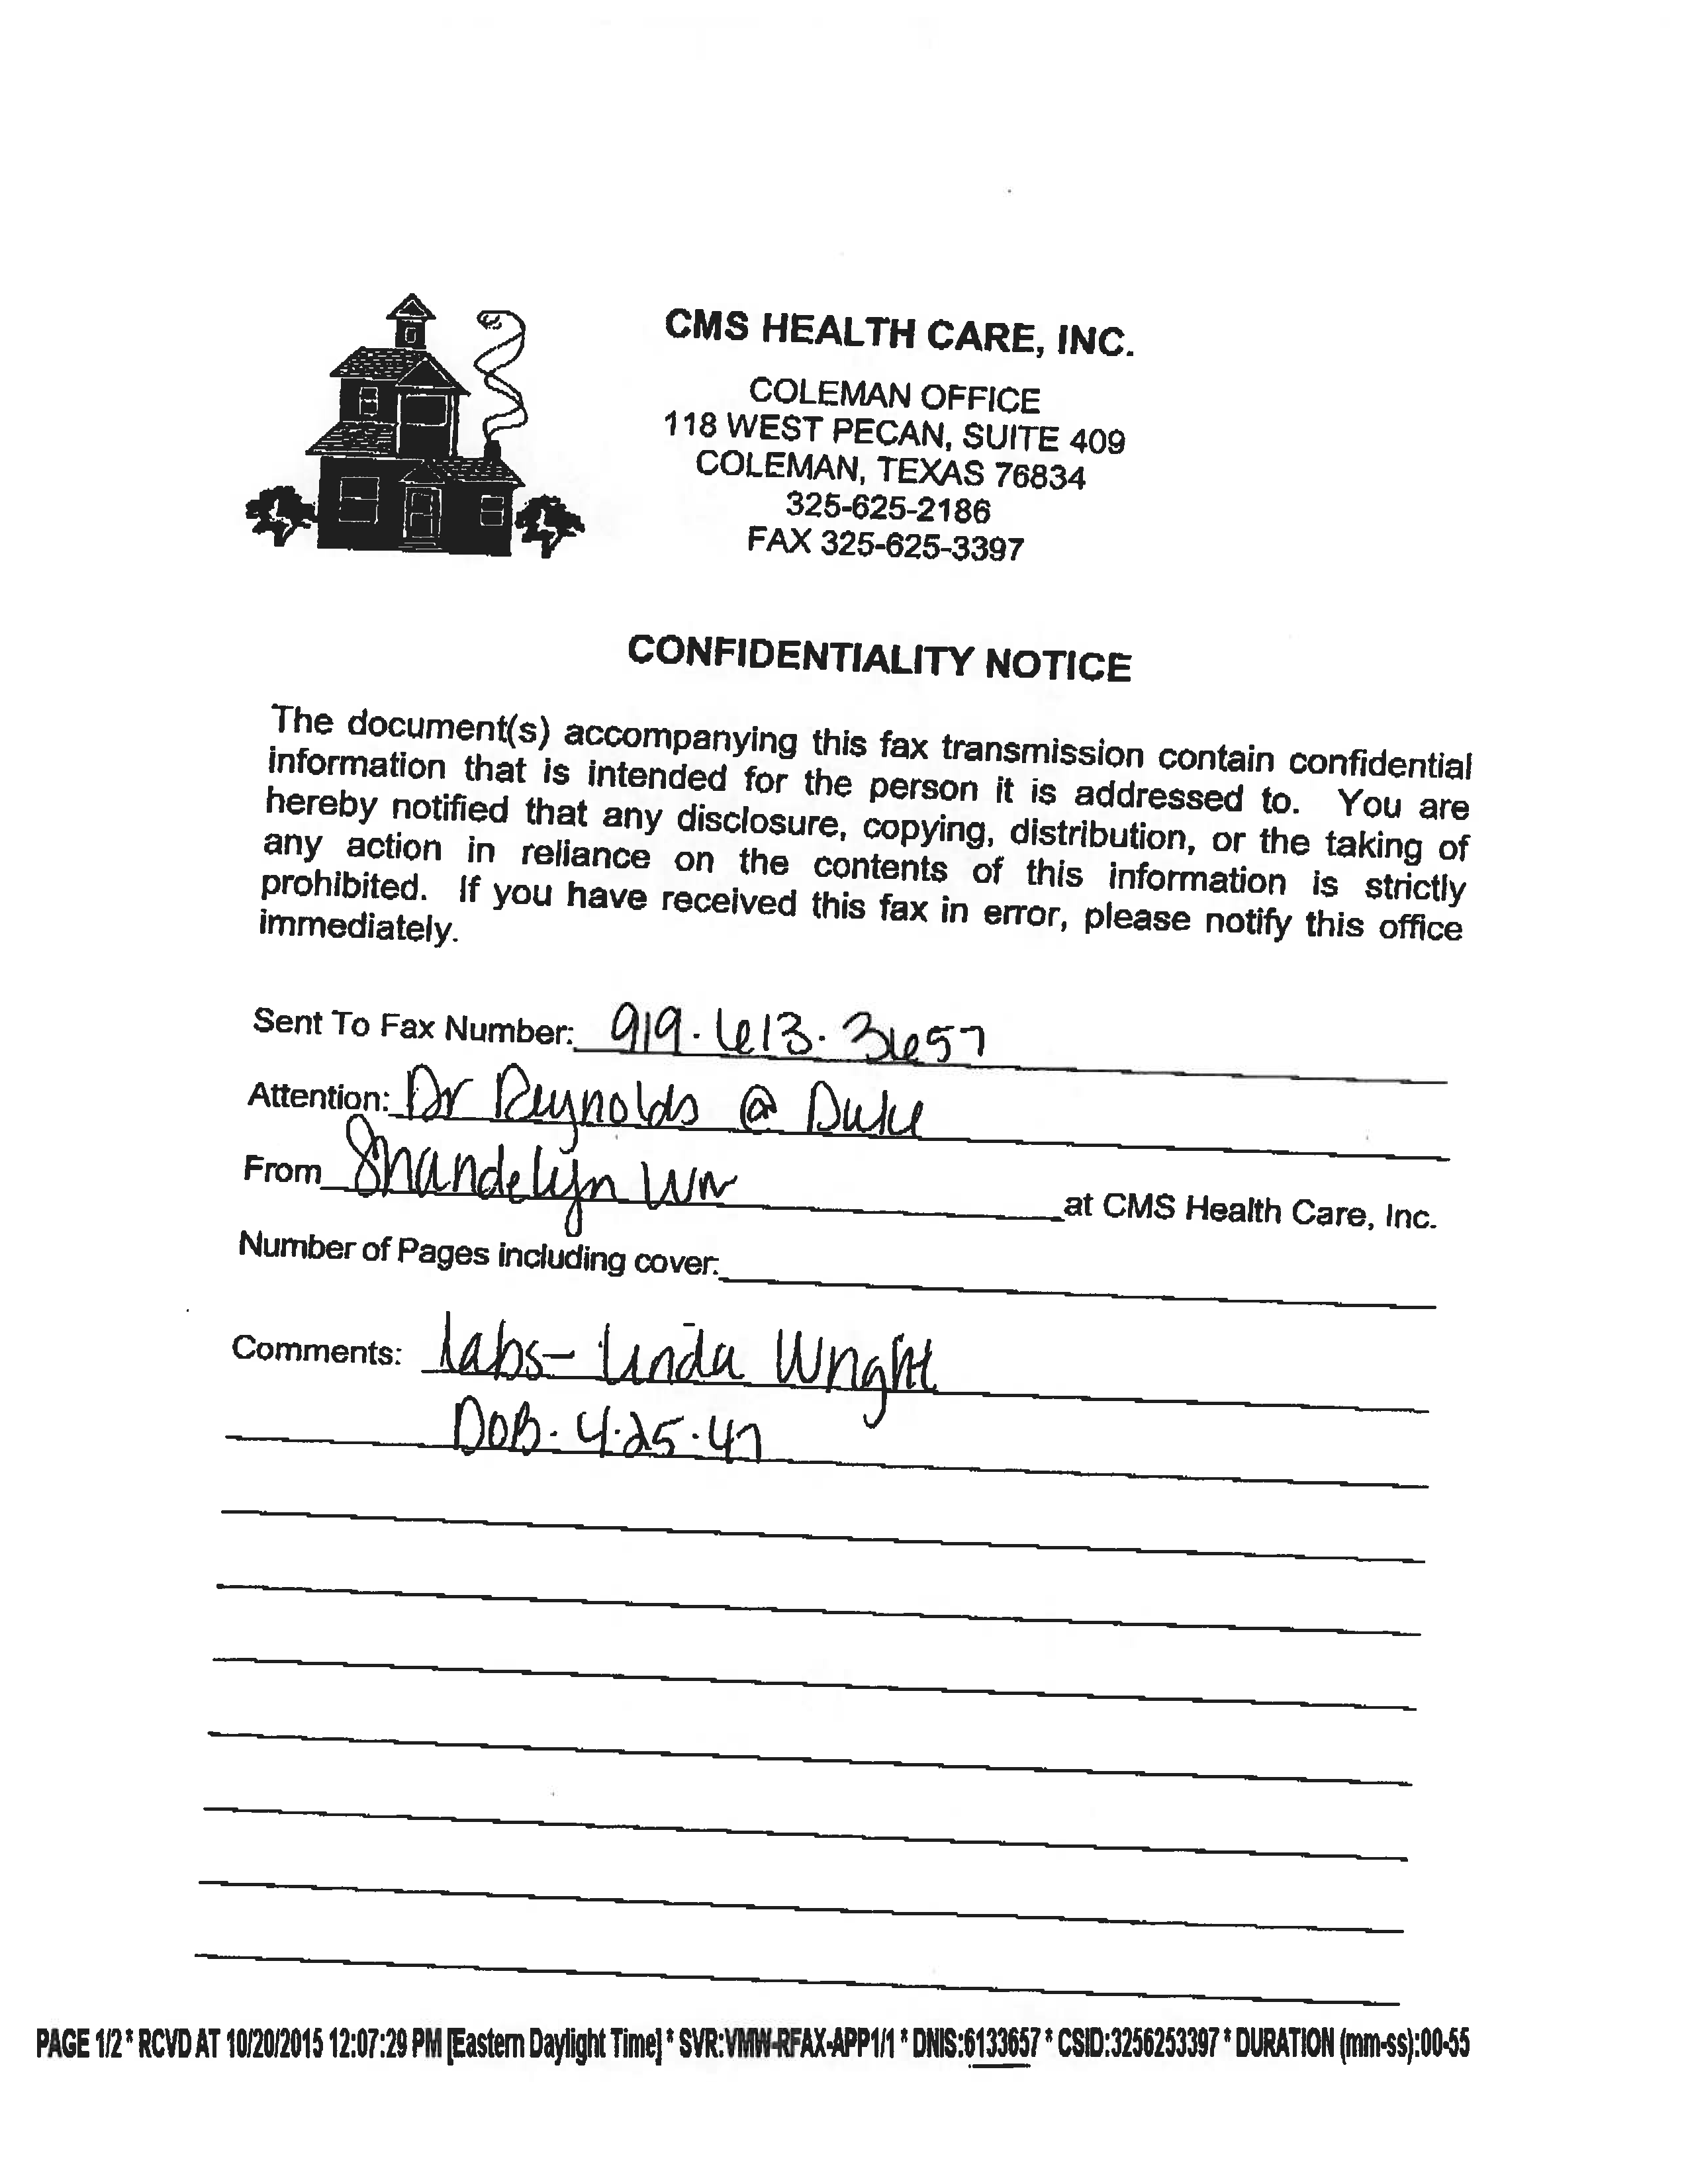 CMS HEALTH CARE, INC.
COLEMAN OFFICE
118 WEST PECAN, SUITE 409
COLEMAN, TEXAS 76834
325-625-2186
FAX 325-625-3397
CONFIDENTIALITY NOTICE
The document(s) accompanying this fax transmission contain confidential
information that is intended for the person it is addressed to. You are
hereby notified that any disclosure, copying, distribution, or the taking of
any action in reliance on the contents of this information is strictly
prohibited. If you have received this fax in error, please notify this office
immediately.
Sent To Fax Number: 919.613.3657
Attention: Dr Reynolds @ Duke
From Shandelyn at CMS Health Care, Inc.
Number of Pages including cover:
Comments: labs- Linda Wright
DOB. 4.25.47
PAGE 1/2 * RCVD AT 10/20/2015 12:07:29 PM [Eastern Daylight Time] * SVR:VMW-RFAX-APP1/1 * DNIS:6133657 * CSID:3256253397 * DURATION (mm-ss):00-55